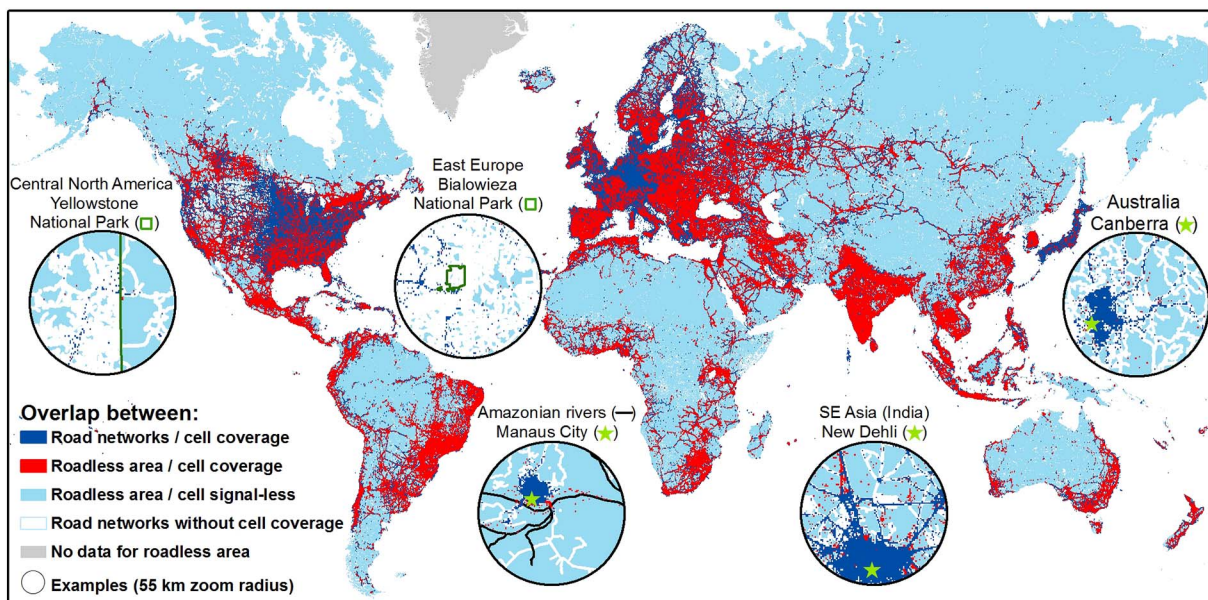 Central North America
Yellowstone
National Park (□)
East Europe
Bialowieza
National Park (□)
Australia
Canberra (★)
Amazonian rivers (—)
Manaus City (★)
SE Asia (India)
New Dehli (★)
Overlap between:
Road networks / cell coverage
Roadless area / cell coverage
Roadless area / cell signal-less
Road networks without cell coverage
No data for roadless area
Examples (55 km zoom radius)